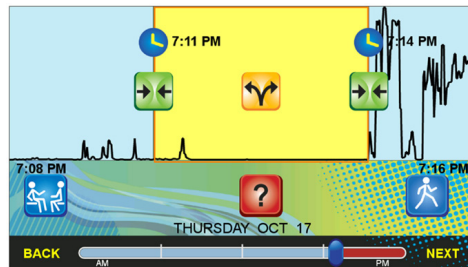 7:11 PM
7:14 PM
7:08 PM
7:16 PM
?
THURSDAY OCT 17
BACK
AM
PM
NEXT